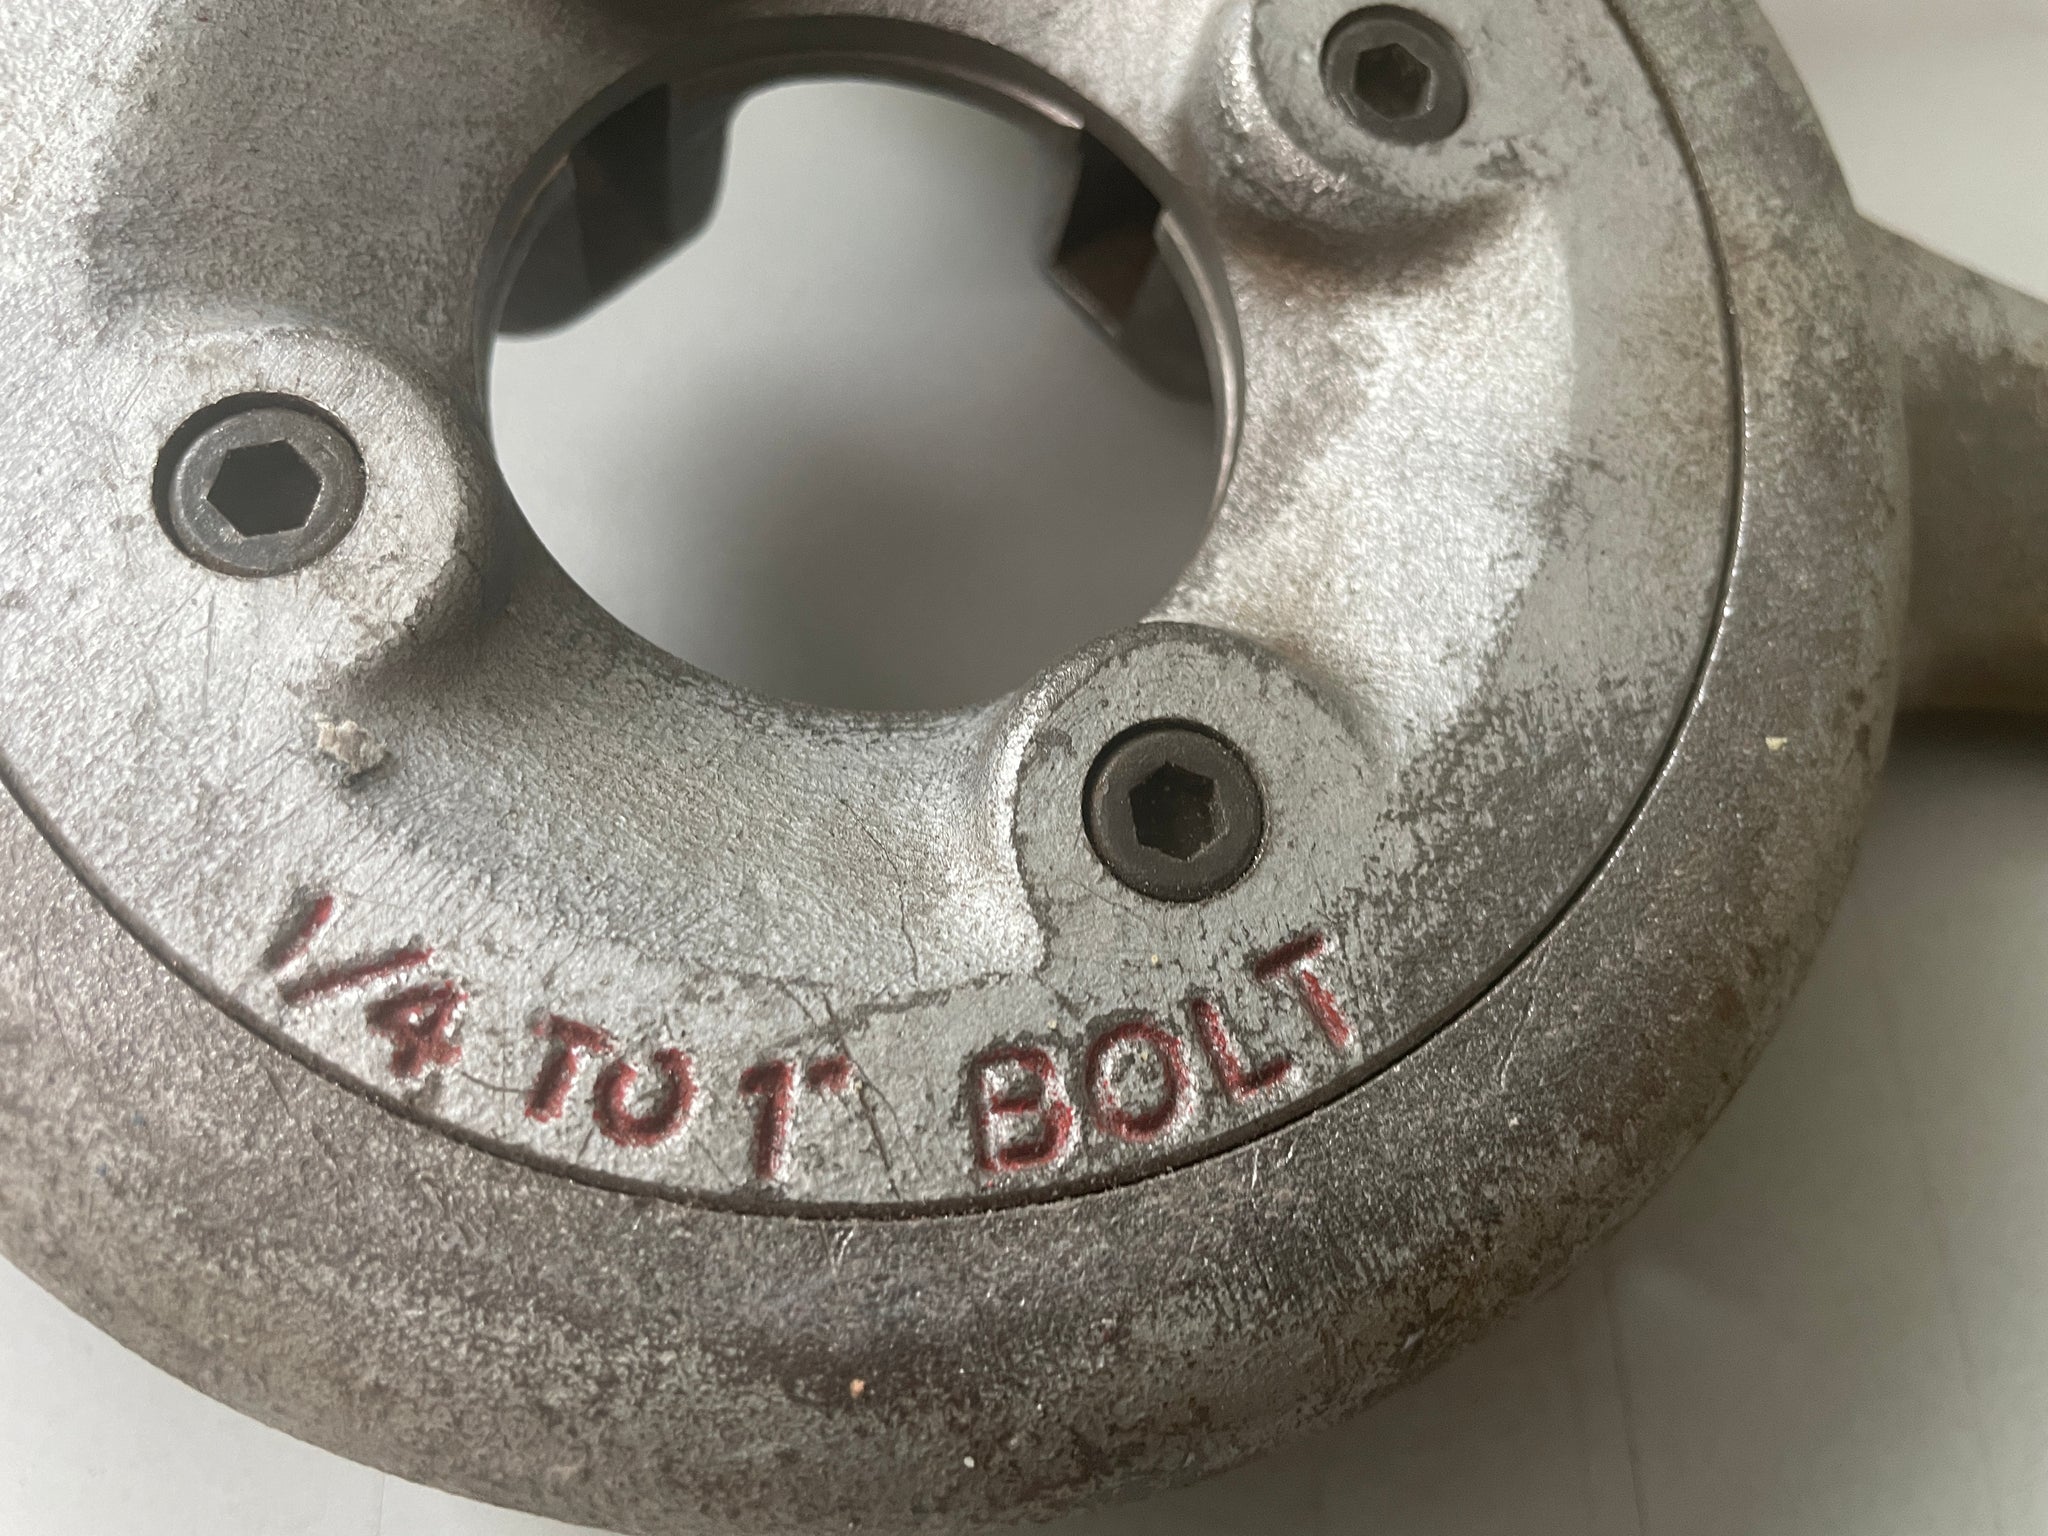 1/4 TO 1" BOLT